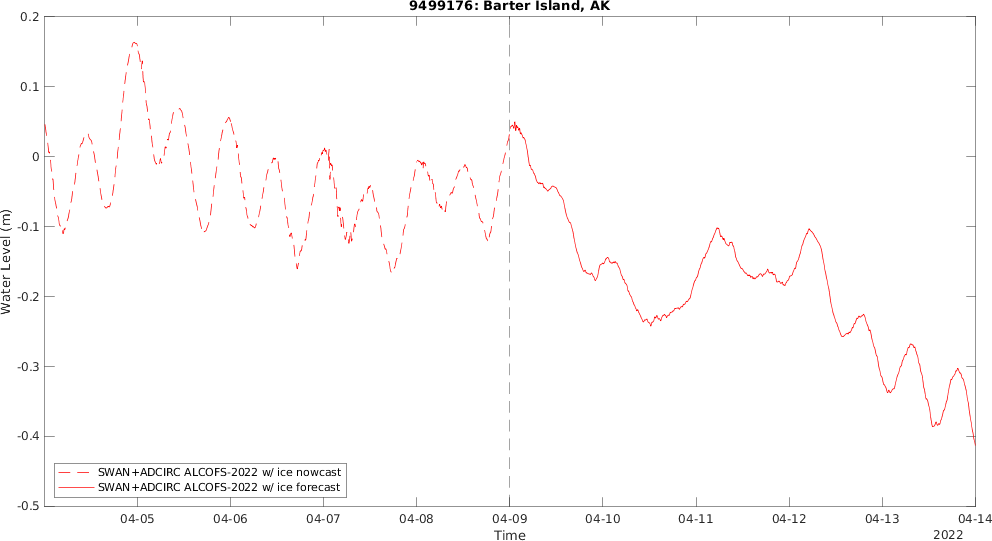 9499176: Barter Island, AK
0.2
0.1
0
-0.1
-0.2
-0.3
-0.4
-0.5
Water Level (m)
SWAN+ADCIRC ALCOFS-2022 w/ ice nowcast
SWAN+ADCIRC ALCOFS-2022 w/ ice forecast
04-05 04-06 04-07 04-08 04-09 04-10 04-11 04-12 04-13 04-14
Time
2022